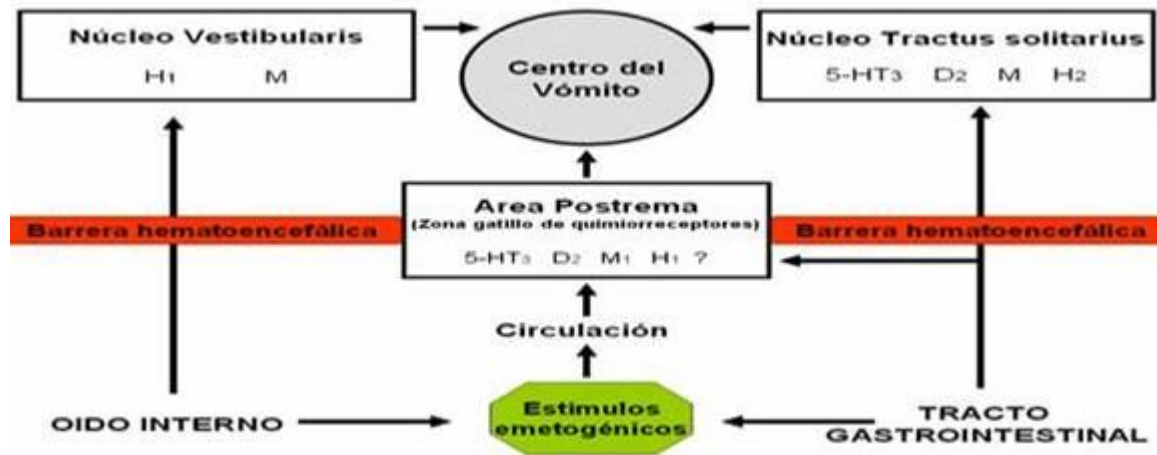 Núcleo Vestibularis
H1 M
Centro del
Vómito
Núcleo Tractus solitarius
5-HT3 D2 M H2
Area Postrema
(Zona gatillo de quimiorreceptores)
5-HT3 D2 M1 H1 ?
Barrera hematoencefálica
Barrera hematoencefálica
Circulación
OIDO INTERNO
Estimulos
emetogénicos
TRACTO
GASTROINTESTINAL